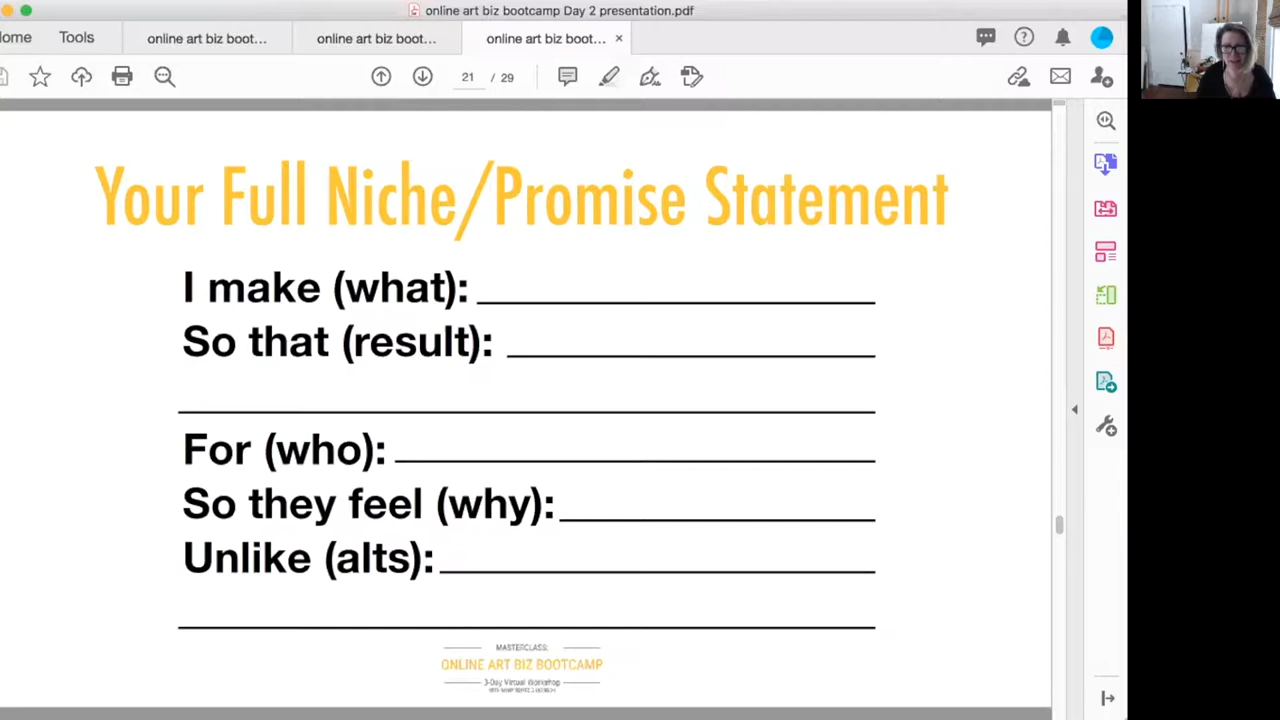 online art biz bootcamp Day 2 presentation.pdf
ome Tools online art biz boot... online art biz boot... online art biz boot... ×
21 / 29
Your Full Niche/Promise Statement
I make (what):
So that (result):
For (who):
So they feel (why):
Unlike (alts):
MASTERCLASS:
ONLINE ART BIZ BOOTCAMP
3-Day Virtual Workshop